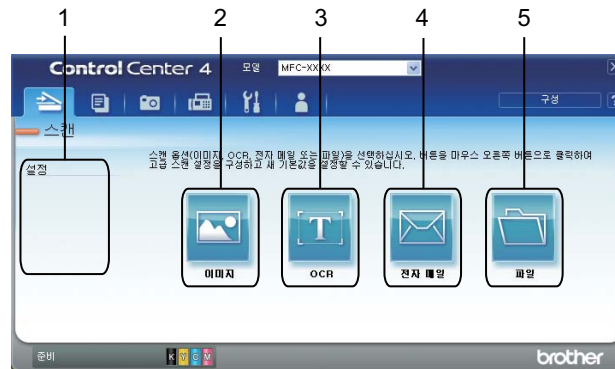 1 2 3 4 5
Control Center 4 모델 MFC-XXXX
구성 ?
스캔
스캔 옵션(이미지, OCR, 전자 메일 또는 파일)을 선택하십시오. 버튼을 마우스 오른쪽 버튼으로 클릭하여
고급 스캔 설정을 구성하고 새 기본값을 설정할 수 있습니다.
설정
T
이미지 OCR 전자 메일 파일
준비 K Y C M brother